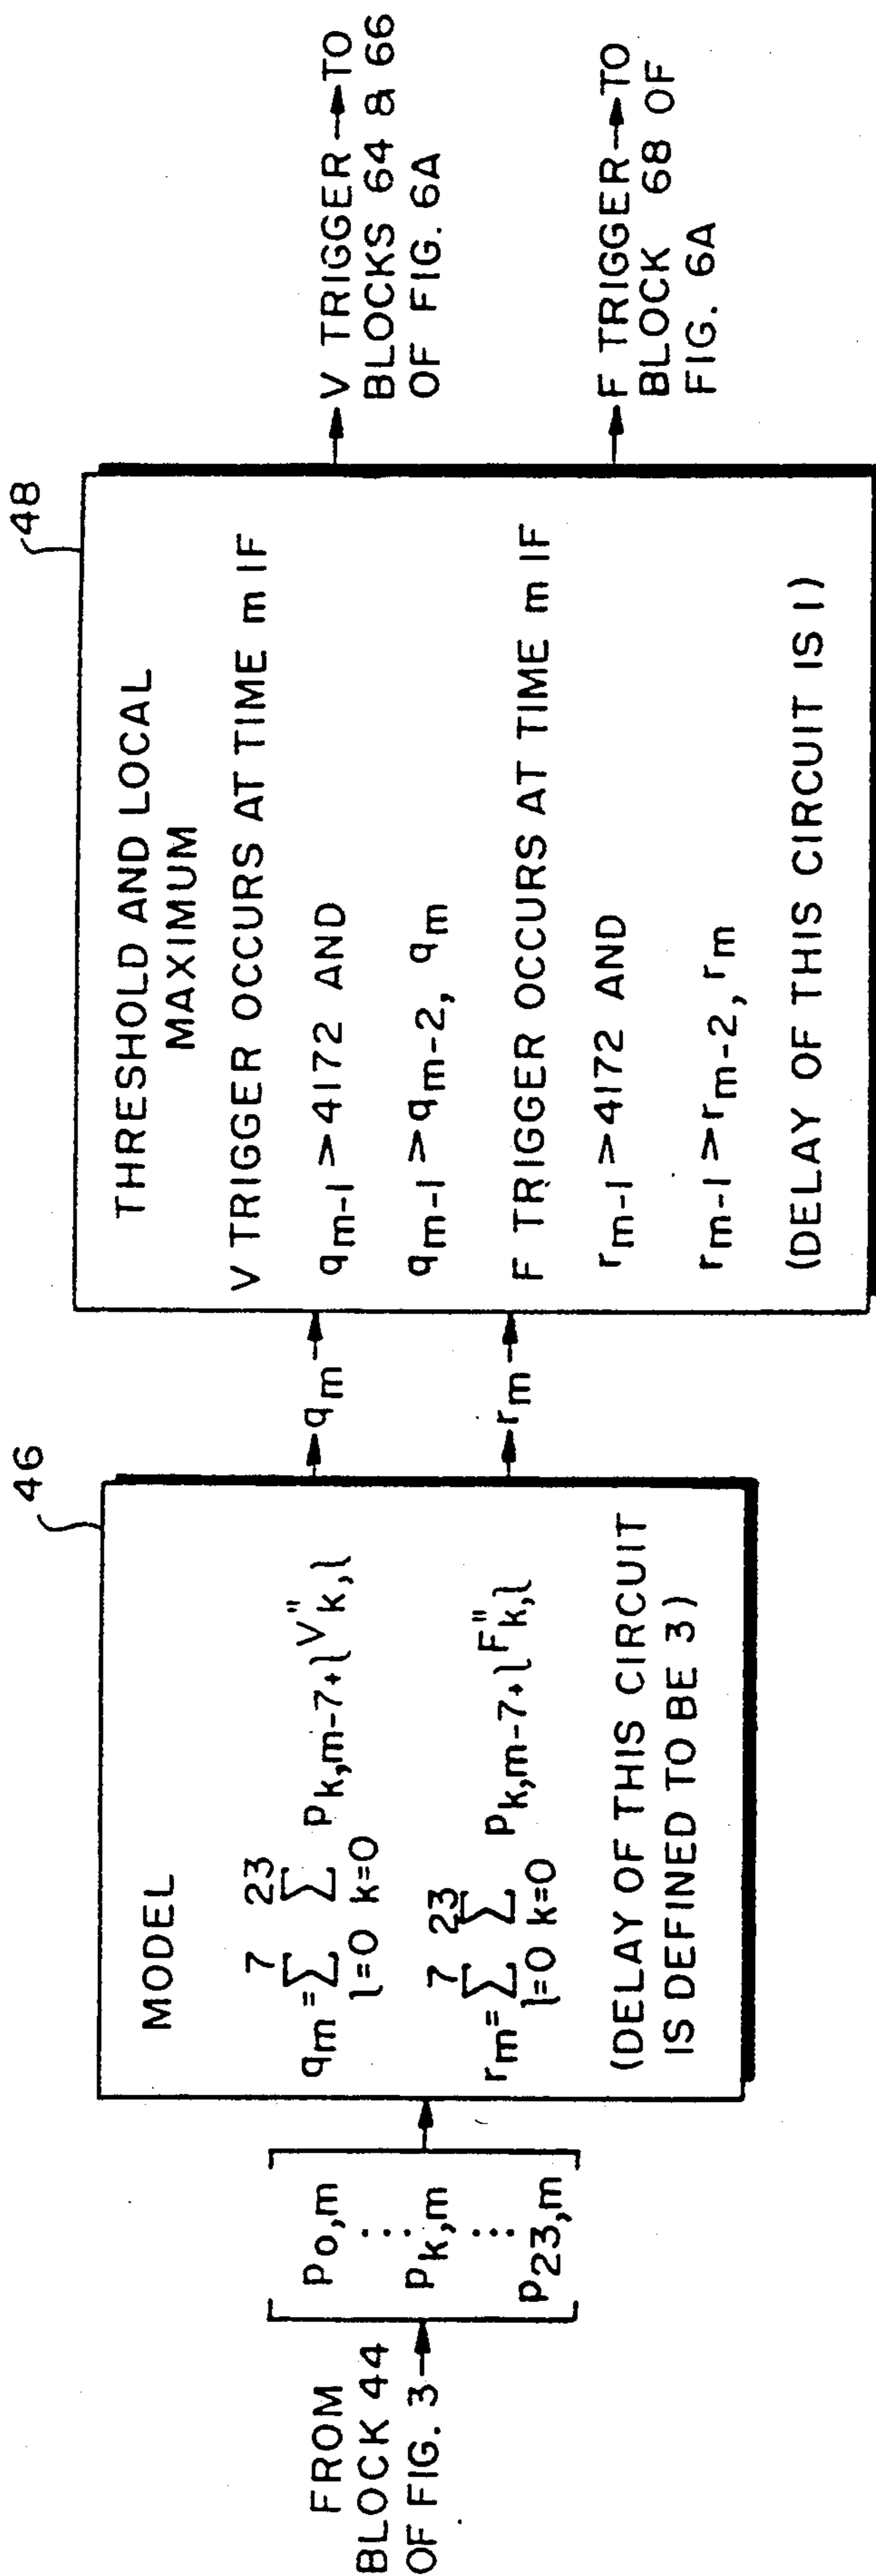 FROM
BLOCK 44
OF FIG. 3
p0,m
⋮
pk,m
⋮
p23,m
46
MODEL
qm = ∑ l=0 7 ∑ k=0 23 pk,m-7+l V"k,l
rm = ∑ l=0 7 ∑ k=0 23 pk,m-7+l F"k,l
(DELAY OF THIS CIRCUIT
IS DEFINED TO BE 3)
qm
rm
48
THRESHOLD AND LOCAL
MAXIMUM
V TRIGGER OCCURS AT TIME m IF
qm-1 > 4172 AND
qm-1 > qm-2, qm
F TRIGGER OCCURS AT TIME m IF
rm-1 > 4172 AND
rm-1 > rm-2, rm
(DELAY OF THIS CIRCUIT IS 1)
V TRIGGER → TO
BLOCKS 64 & 66
OF FIG. 6A
F TRIGGER → TO
BLOCK 68 OF
FIG. 6A